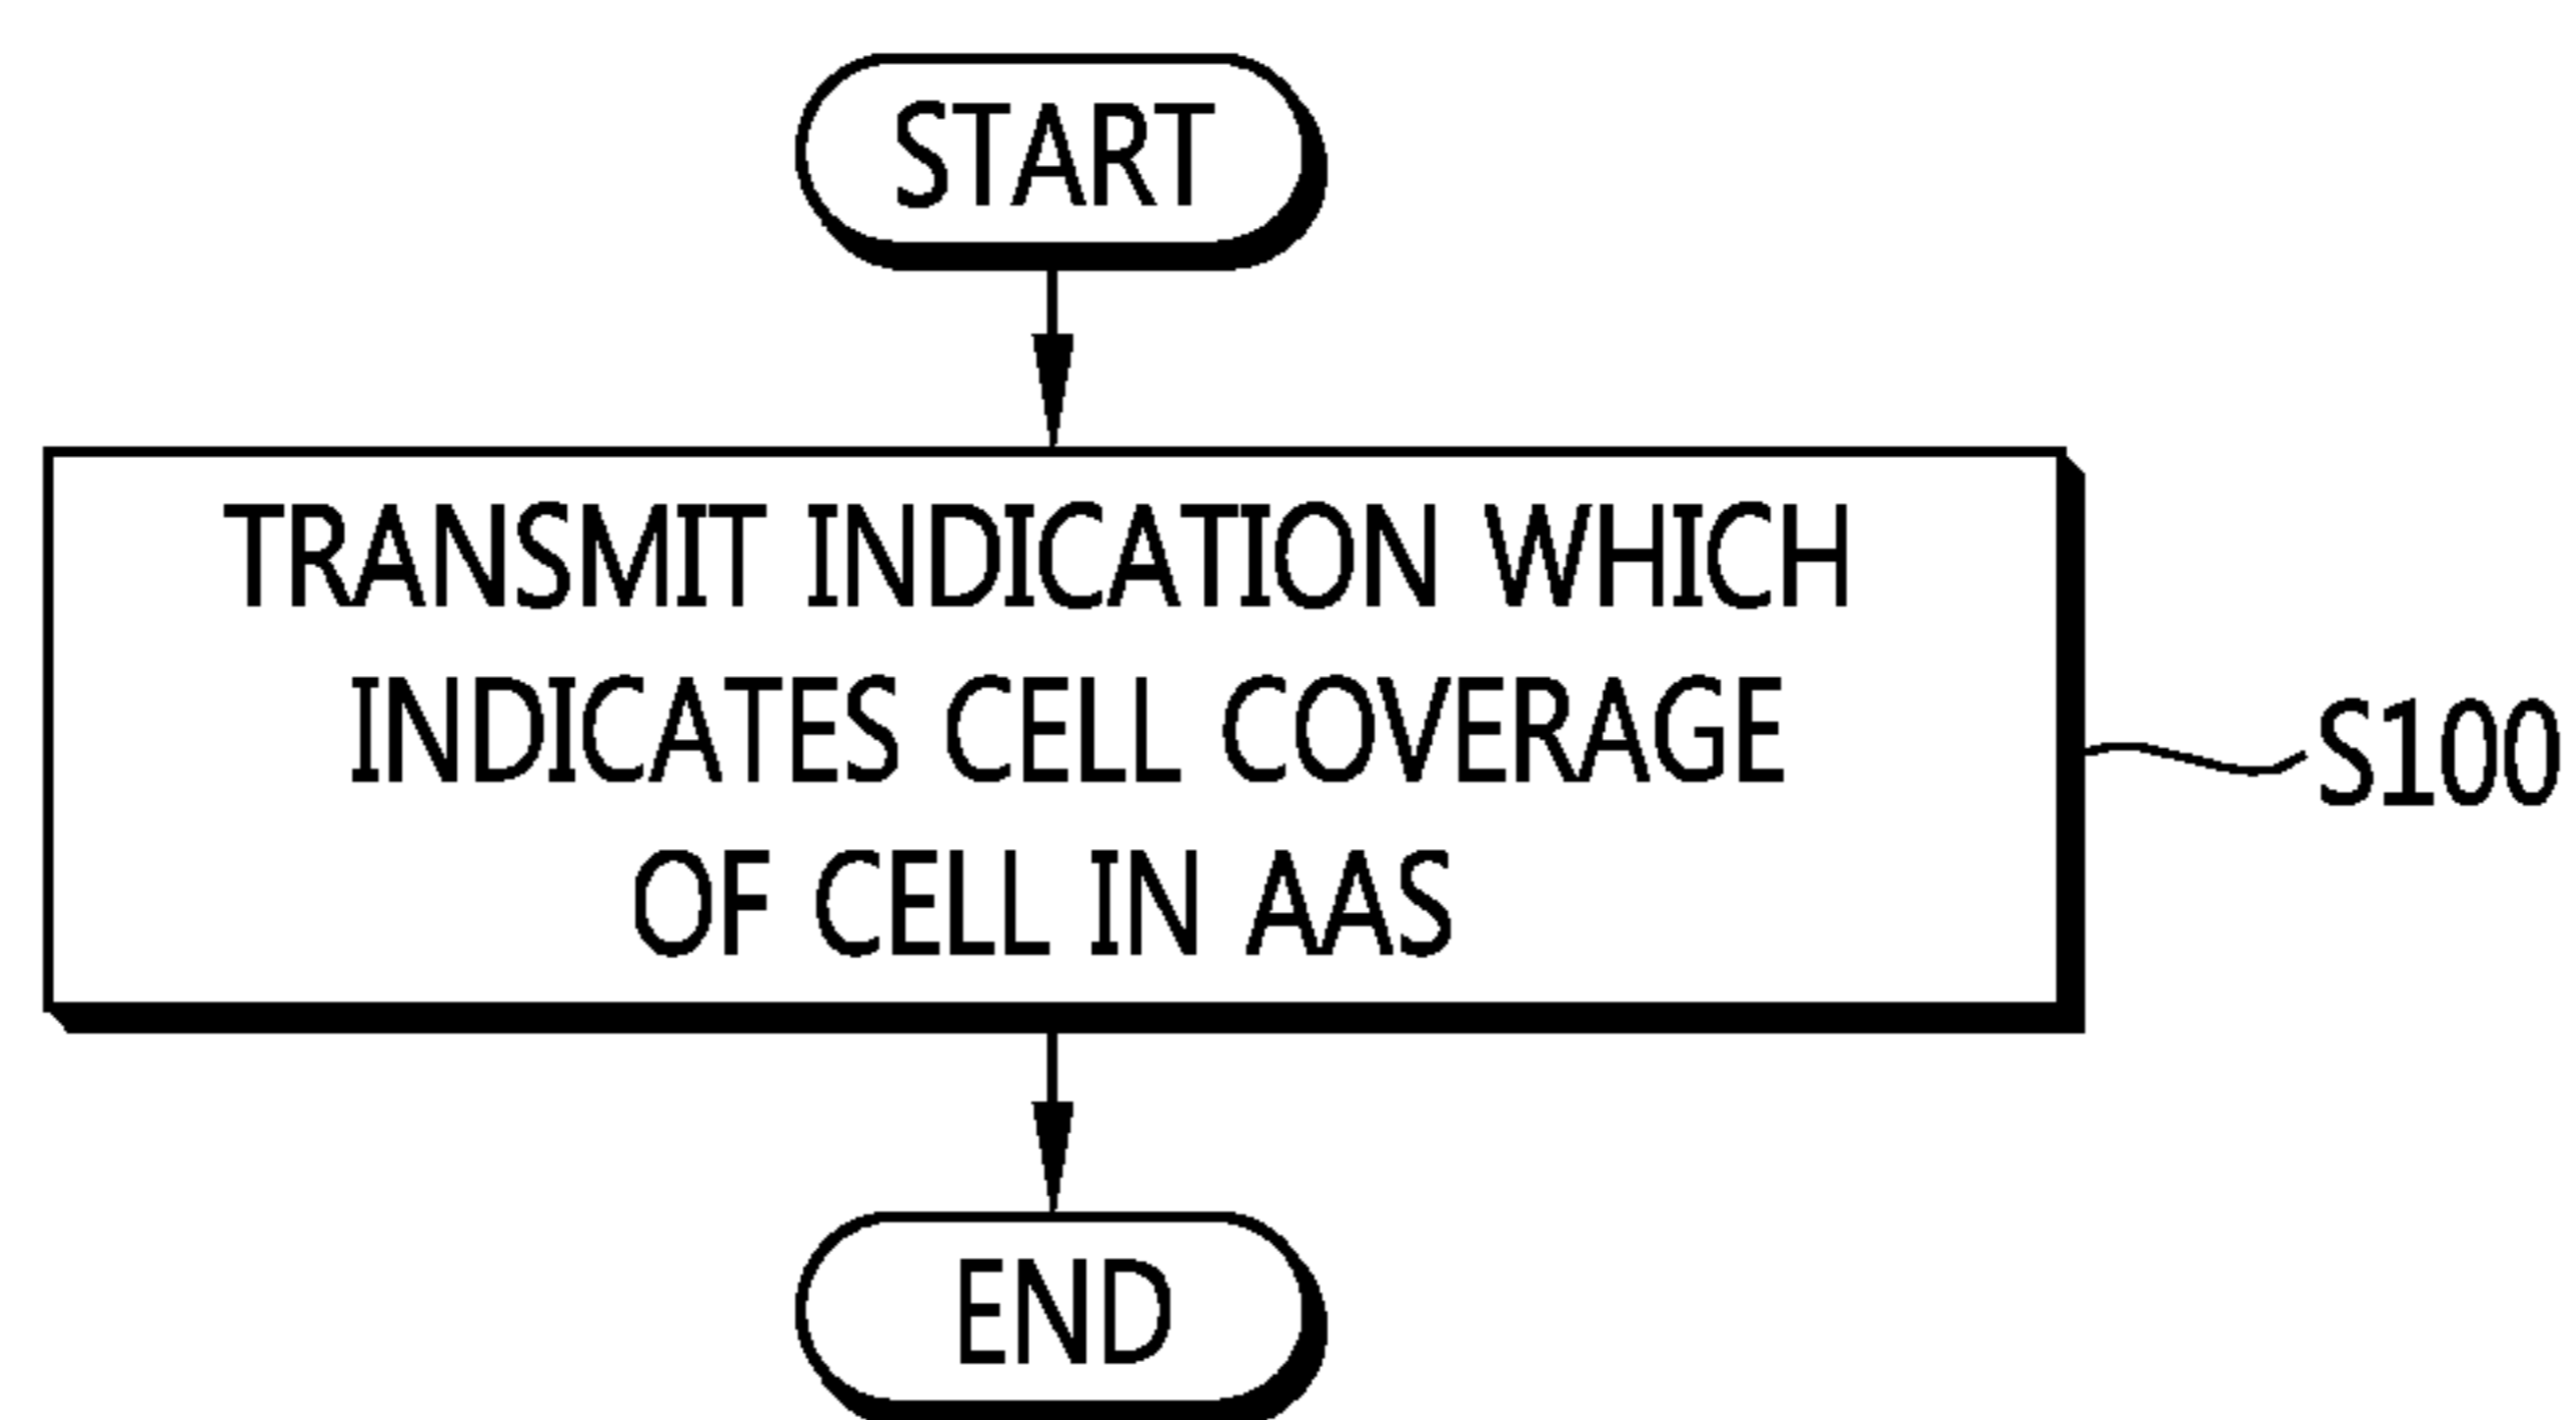 START
TRANSMIT INDICATION WHICH
INDICATES CELL COVERAGE
OF CELL IN AAS
S100
END